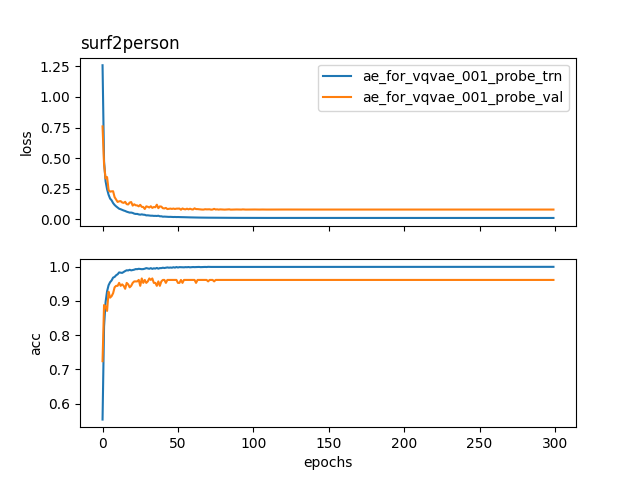 surf2person
1.25
1.00
0.75
0.50
0.25
0.00
loss
ae_for_vqvae_001_probe_trn
ae_for_vqvae_001_probe_val
1.0
0.9
0.8
0.7
0.6
acc
0 50 100 150 200 250 300
epochs